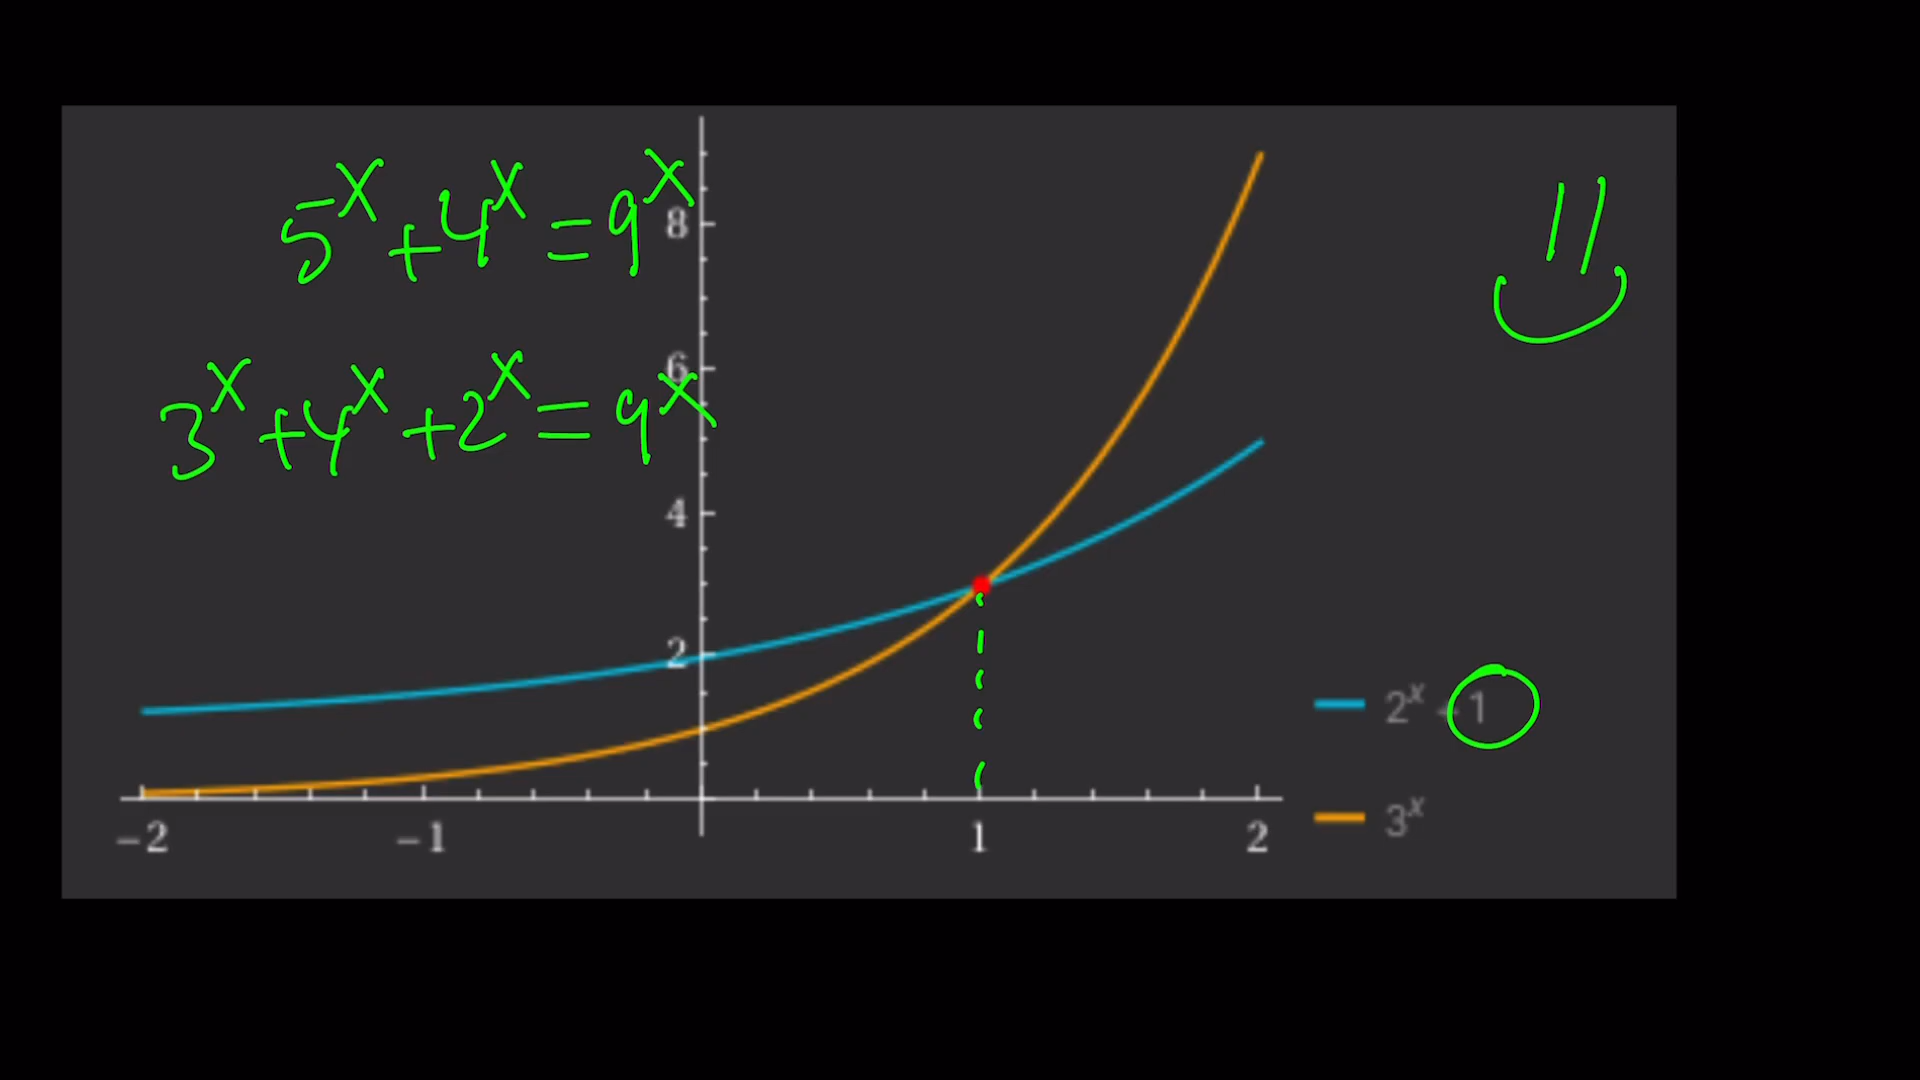 5^x + 4^x = 9^x
8
3^x + 4^x + 2^x = 9^x
6
4
2
2^x + 1
3^x
-2 -1 1 2